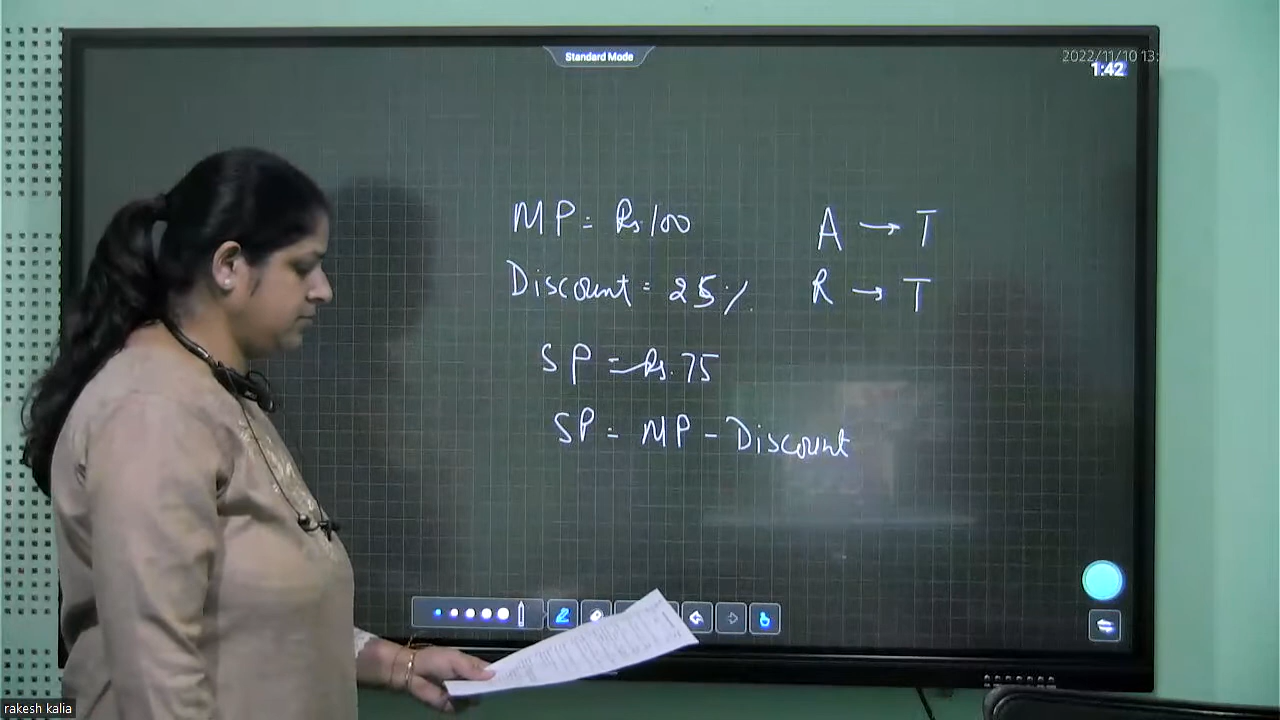 Standard Mode
2022/11/10 13:
1:42
MP = Rs. 100
A → T
Discount = 25%.
R → T
SP = Rs. 75
SP = MP - Discount
rakesh kalia